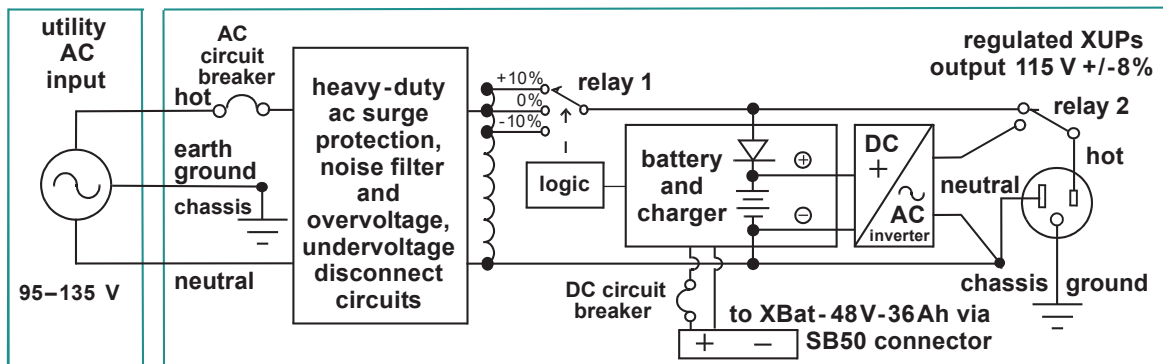 utility
AC
input
AC
circuit
breaker
hot
earth
ground
chassis
neutral
95–135 V
heavy-duty
ac surge
protection,
noise filter
and
overvoltage,
undervoltage
disconnect
circuits
+10%
0%
-10%
relay 1
logic
battery
and
charger
+
−
DC
+
AC
inverter
regulated XUPs
output 115 V +/-8%
relay 2
hot
neutral
chassis
ground
DC circuit
breaker
+ −
to XBat-48V-36Ah via
SB50 connector